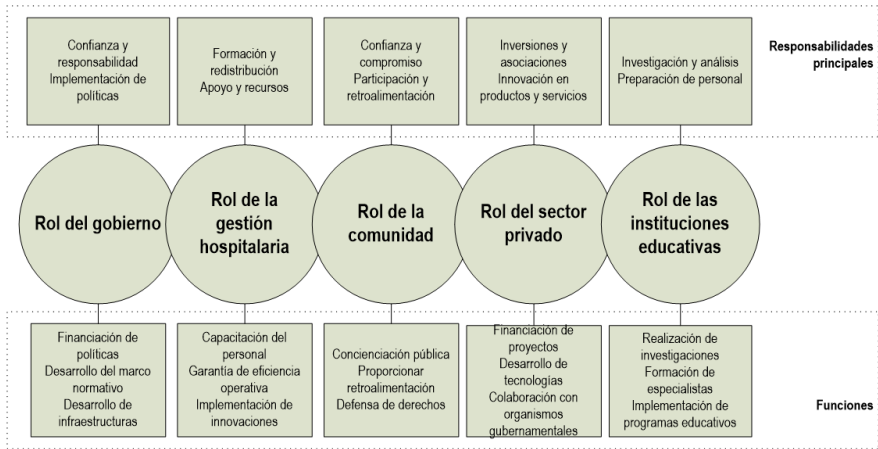 Confianza y
responsabilidad
Implementación de
políticas
Formación y
redistribución
Apoyo y recursos
Confianza y
compromiso
Participación y
retroalimentación
Inversiones y
asociaciones
Innovación en
productos y servicios
Investigación y análisis
Preparación de personal
Responsabilidades
principales
Rol del gobierno
Rol de la
gestión
hospitalaria
Rol de la
comunidad
Rol del sector
privado
Rol de las
instituciones
educativas
Financiación de
políticas
Desarrollo del marco
normativo
Desarrollo de
infraestructuras
Capacitación del
personal
Garantía de eficiencia
operativa
Implementación de
innovaciones
Concienciación pública
Proporcionar
retroalimentación
Defensa de derechos
Financiación de
proyectos
Desarrollo de
tecnologías
Colaboración con
organismos
gubernamentales
Realización de
investigaciones
Formación de
especialistas
Implementación de
programas educativos
Funciones